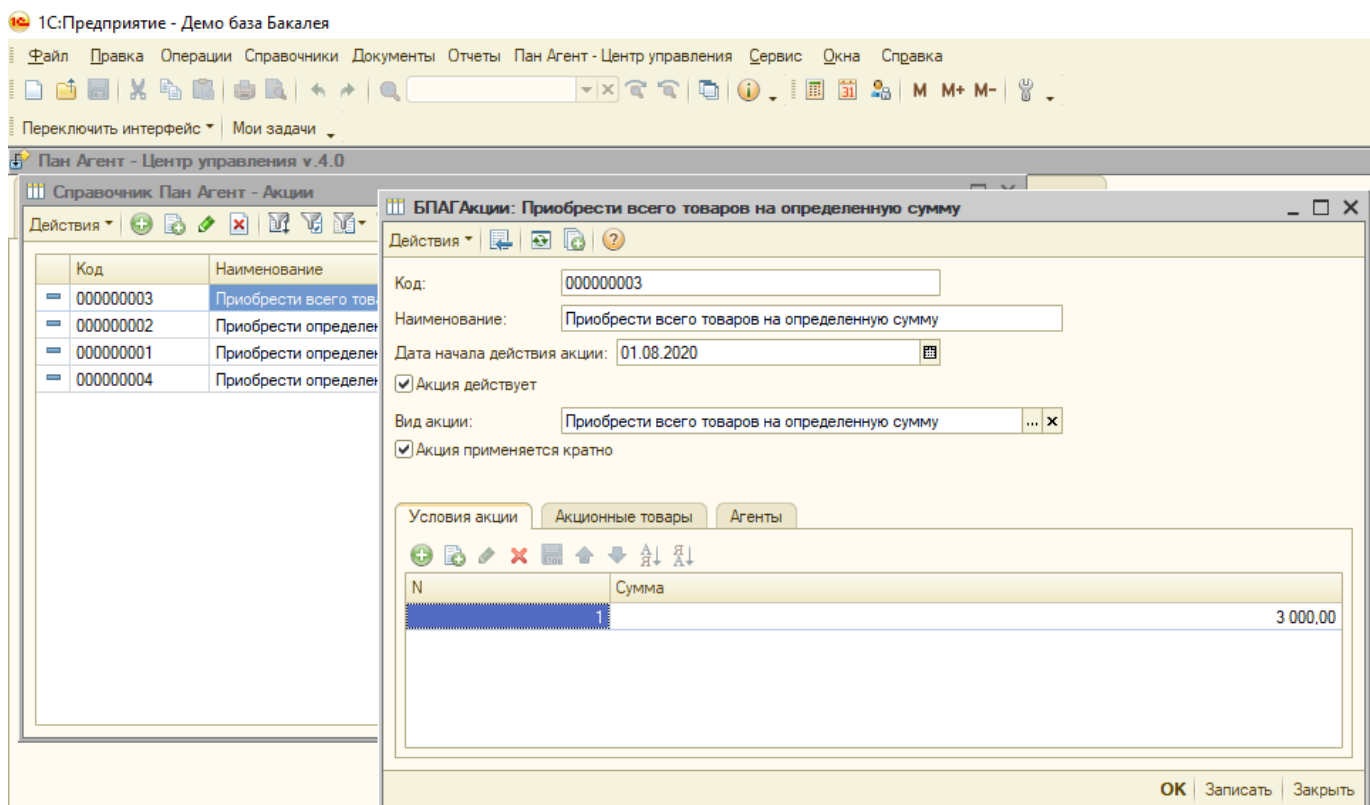 1С:Предприятие - Демо база Бакалея
Файл Правка Операции Справочники Документы Отчеты Пан Агент - Центр управления Сервис Окна Справка
31 M M+ M-
Переключить интерфейс Мои задачи
Пан Агент - Центр управления v.4.0
Справочник Пан Агент - Акции
Действия
Код Наименование
000000003 Приобрести всего тов
000000002 Приобрести определен
000000001 Приобрести определен
000000004 Приобрести определен
БПАГАкции: Приобрести всего товаров на определенную сумму
Действия
Код: 000000003
Наименование: Приобрести всего товаров на определенную сумму
Дата начала действия акции: 01.08.2020
Акция действует
Вид акции: Приобрести всего товаров на определенную сумму ... x
Акция применяется кратно
Условия акции Акционные товары Агенты
N Сумма
1 3 000,00
OK Записать Закрыть